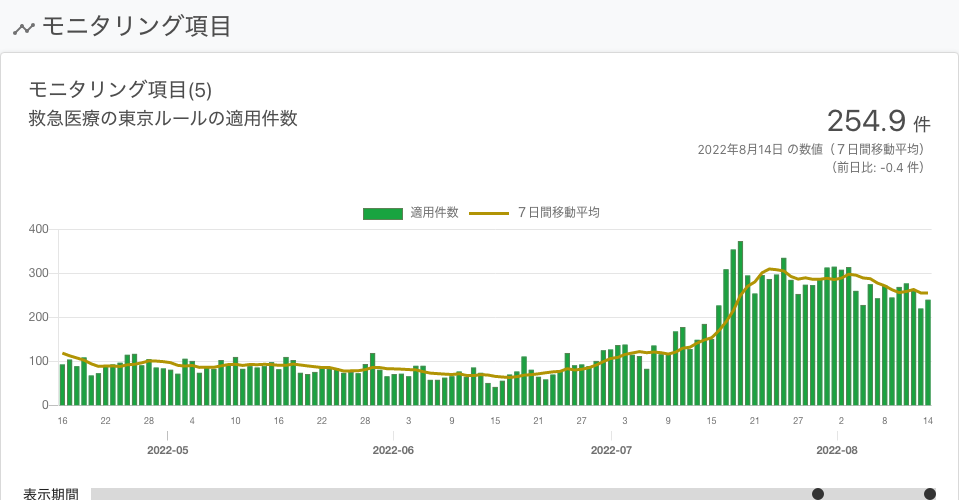 モニタリング項目
モニタリング項目(5)
救急医療の東京ルールの適用件数
254.9 件
2022年8月14日 の数値（７日間移動平均）
（前日比: -0.4 件）
適用件数 ７日間移動平均
400
300
200
100
0
16 22 28 4 10 16 22 28 3 9 15 21 27 3 9 15 21 27 2 8 14
2022-05 2022-06 2022-07 2022-08
表示期間